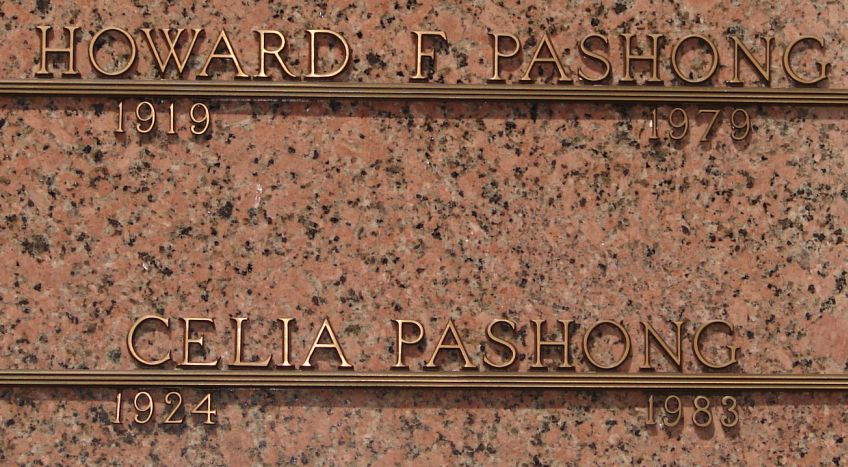 HOWARD F PASHONG
1919 1979
CELIA PASHONG
1924 1983